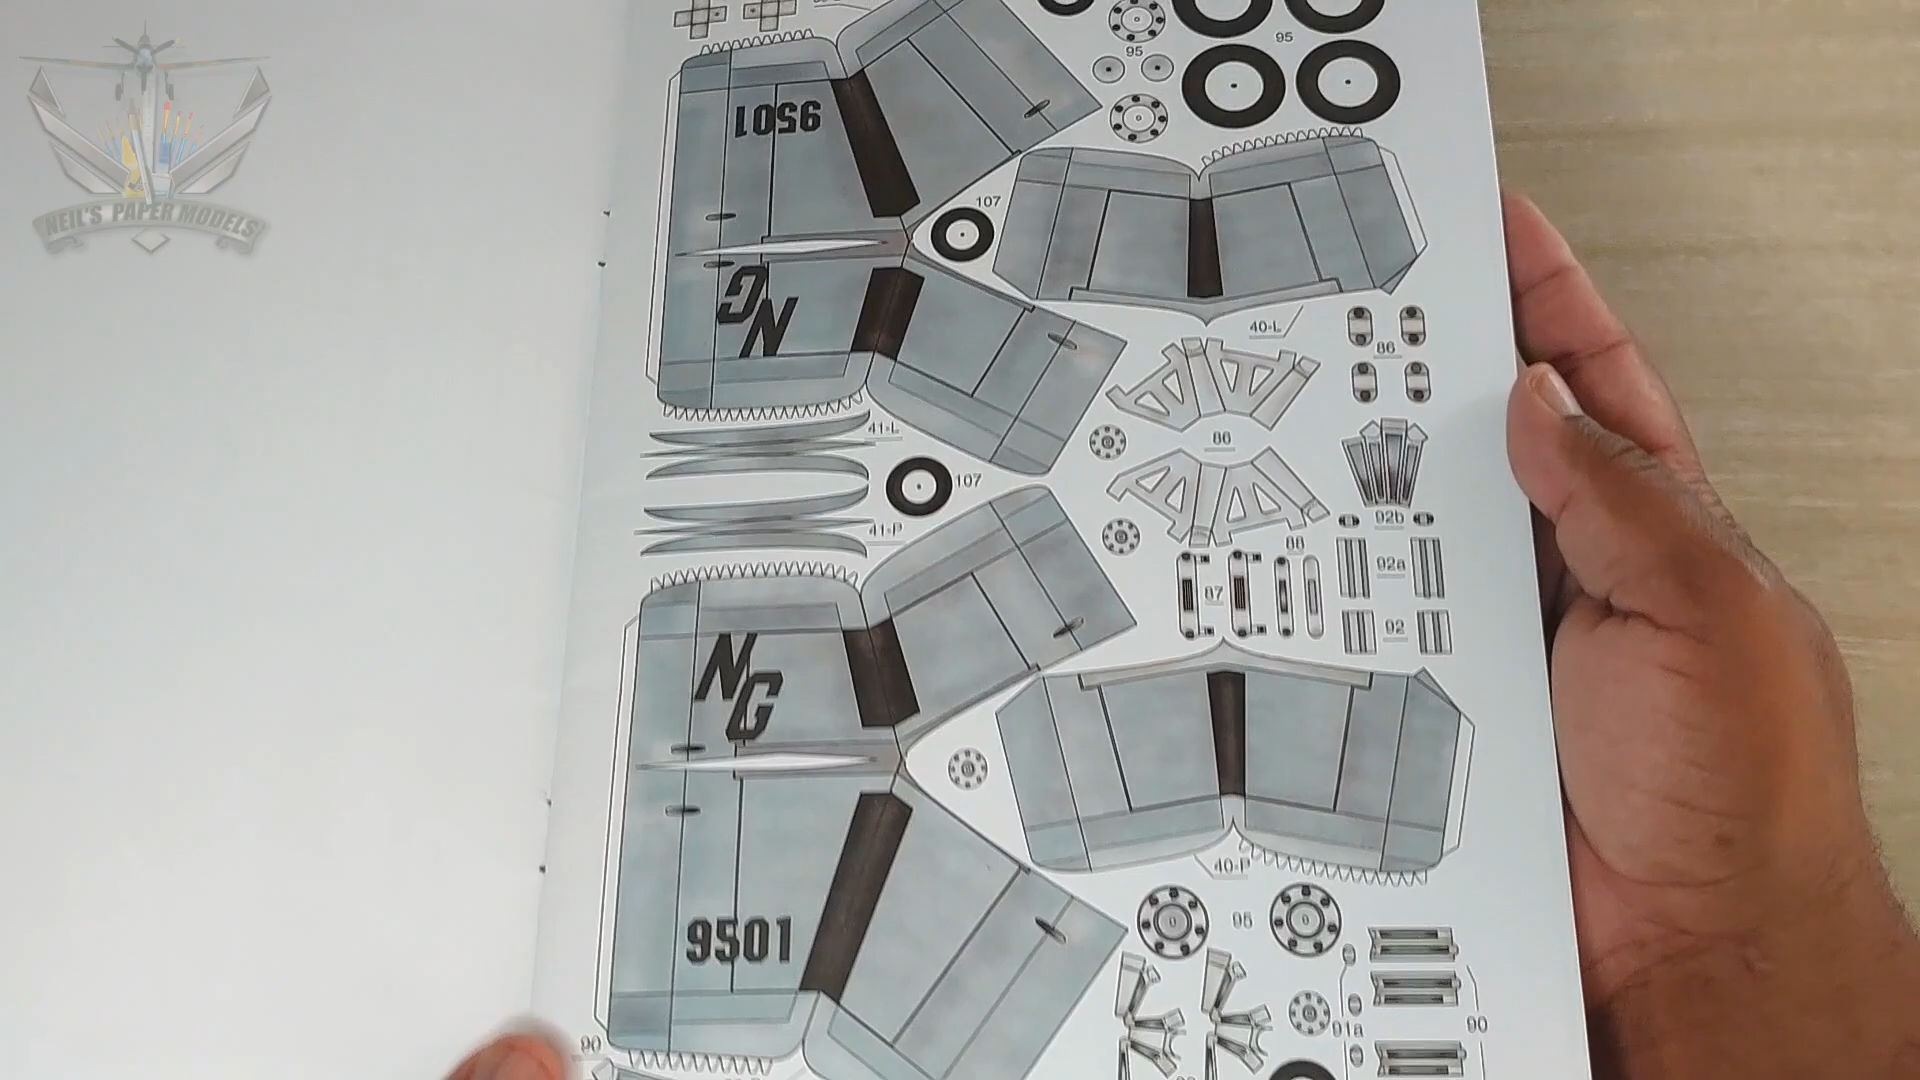 NEIL'S PAPER MODELS
95
95
9501
107
40-L
86
NG
41-L
86
107
92b
41-P
88
92a
87
92
NG
40-P
95
9501
91a
90
90